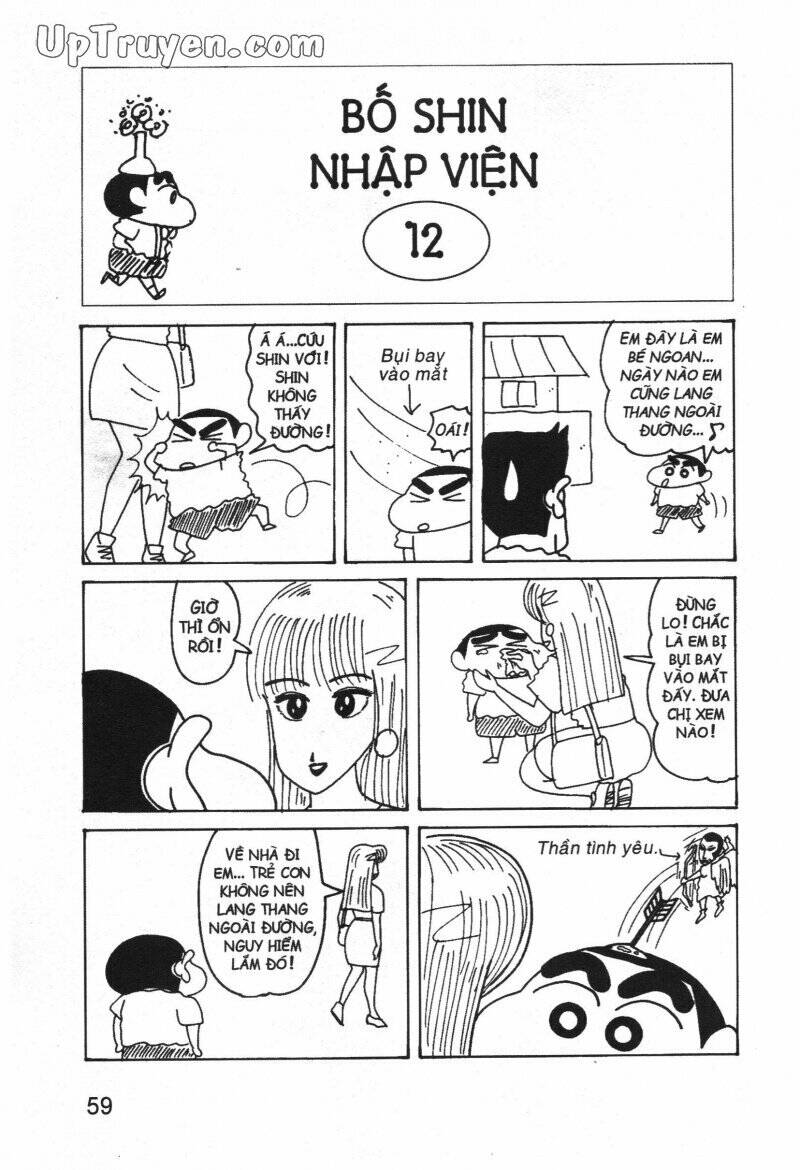 UpTruyen.com
BỐ SHIN
NHẬP VIỆN
12
EM ĐÂY LÀ EM
BÉ NGOAN...
NGÀY NÀO EM
CŨNG LANG
THANG NGOÀI
ĐƯỜNG...♪
Bụi bay
vào mắt
OÁI!
Á Á...CỨU
SHIN VỚI!
SHIN
KHÔNG
THẤY
ĐƯỜNG!
ĐỪNG
LO! CHẮC
LÀ EM BỊ
BỤI BAY
VÀO MẮT
ĐẤY. ĐƯA
CHỊ XEM
NÀO!
GIỜ
THÌ ỔN
RỒI!
Thần tình yêu.
VỀ NHÀ ĐI
EM... TRẺ CON
KHÔNG NÊN
LANG THANG
NGOÀI ĐƯỜNG,
NGUY HIỂM
LẮM ĐÓ!
59